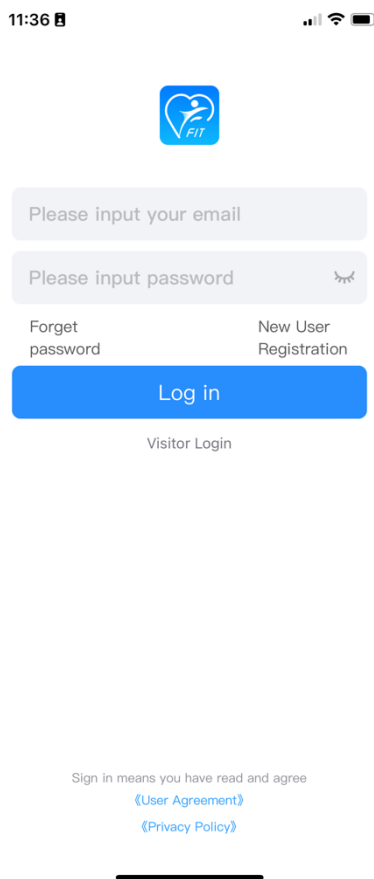 11:36
FIT
Please input your email
Please input password
Forget
password
New User
Registration
Log in
Visitor Login
Sign in means you have read and agree
《User Agreement》
《Privacy Policy》